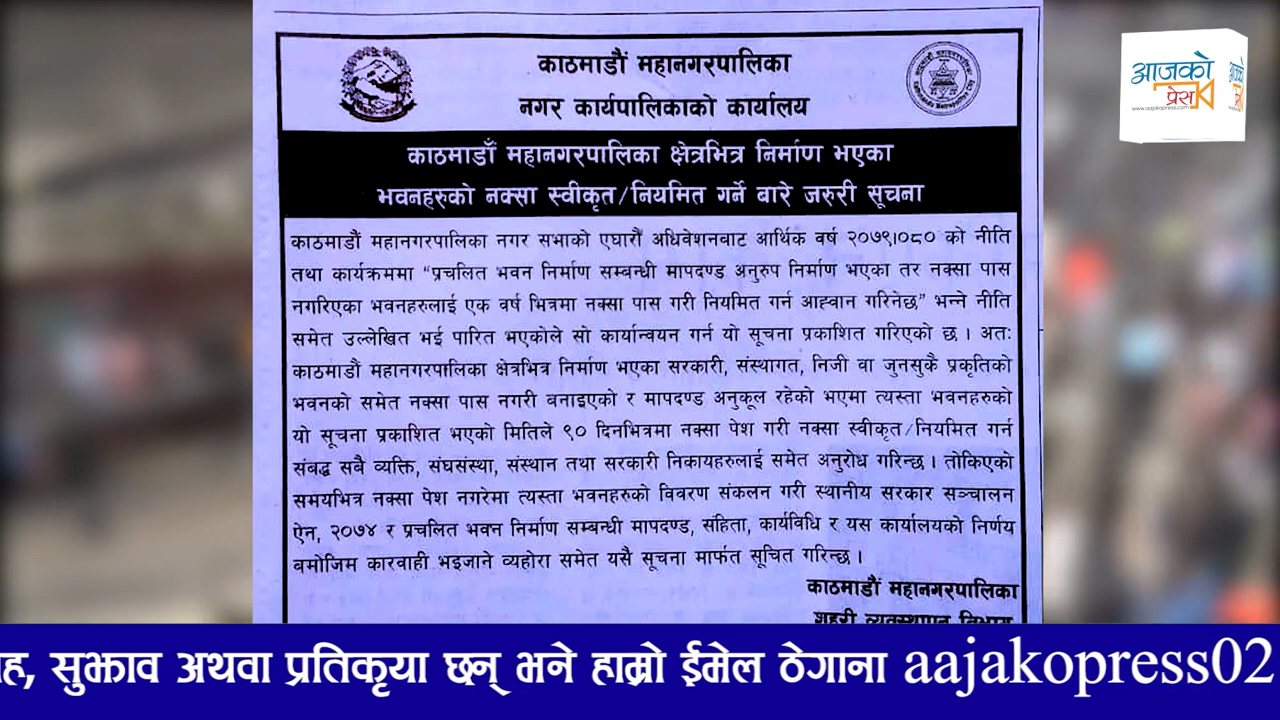 काठमाडौं महानगरपालिका
नगर कार्यपालिकाको कार्यालय
काठमाडौँ महानगरपालिका क्षेत्रभित्र निर्माण भएका
भवनहरुको नक्सा स्वीकृत/नियमित गर्ने बारे जरुरी सूचना
काठमाडौं महानगरपालिका नगर सभाको एघारौं अधिवेशनवाट आर्थिक वर्ष २०७९।०८० को नीति
तथा कार्यक्रममा “प्रचलित भवन निर्माण सम्बन्धी मापदण्ड अनुरुप निर्माण भएका तर नक्सा पास
नगरिएका भवनहरुलाई एक वर्ष भित्रमा नक्सा पास गरी नियमित गर्न आह्वान गरिनेछ” भन्ने नीति
समेत उल्लेखित भई पारित भएकोले सो कार्यान्वयन गर्न यो सूचना प्रकाशित गरिएको छ । अतः
काठमाडौं महानगरपालिका क्षेत्रभित्र निर्माण भएका सरकारी, संस्थागत, निजी वा जुनसुकै प्रकृतिको
भवनको समेत नक्सा पास नगरी बनाइएको र मापदण्ड अनुकूल रहेको भएमा त्यस्ता भवनहरुको
यो सूचना प्रकाशित भएको मितिले ९० दिनभित्रमा नक्सा पेश गरी नक्सा स्वीकृत/नियमित गर्न
संबद्ध सबै व्यक्ति, संघसंस्था, संस्थान तथा सरकारी निकायहरुलाई समेत अनुरोध गरिन्छ । तोकिएको
समयभित्र नक्सा पेश नगरेमा त्यस्ता भवनहरुको विवरण संकलन गरी स्थानीय सरकार सञ्चालन
ऐन, २०७४ र प्रचलित भवन निर्माण सम्बन्धी मापदण्ड, संहिता, कार्यविधि र यस कार्यालयको निर्णय
बमोजिम कारवाही भइजाने व्यहोरा समेत यसै सूचना मार्फत सूचित गरिन्छ ।
काठमाडौं महानगरपालिका
शहरी व्यवस्थापन विभाग
आजको
प्रेस
www.aajakopress.com
ह, सुझाव अथवा प्रतिकृया छन् भने हाम्रो ईमेल ठेगाना aajakopress02